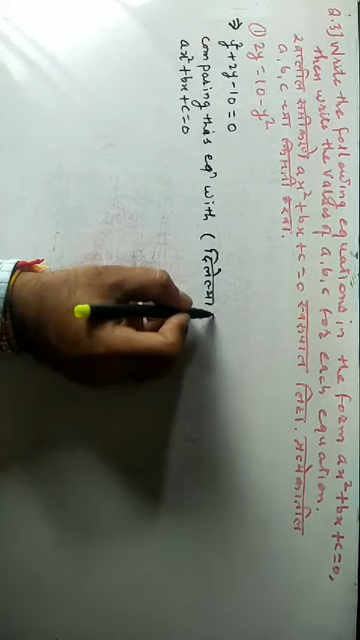 Q.3] Write the following equations in the form ax²+bx+c=0,
then write the values of a,b,c for each equation.
खालील समीकरणे ax²+bx+c=0 स्वरूपात लिहा. प्रत्येकातील
a,b,c च्या किमती ठरवा.
① 2y = 10 - y²
⇒ y²+2y-10=0
comparing this eqⁿ with (दिलेल्या
ax²+bx+c=0